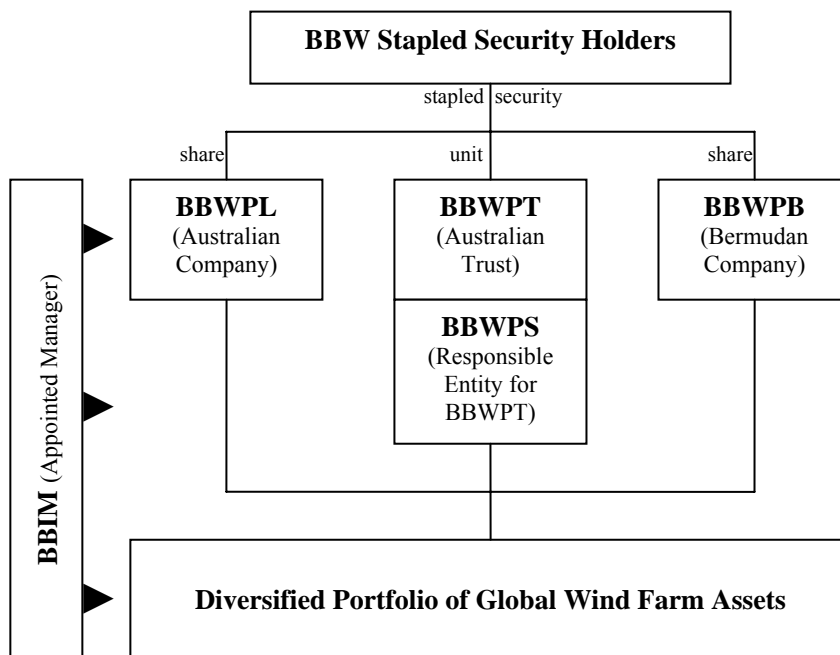 BBW Stapled Security Holders
stapled security
share
unit
share
BBWPL
(Australian
Company)
BBWPT
(Australian
Trust)
BBWPB
(Bermudan
Company)
BBWPS
(Responsible
Entity for
BBWPT)
BBIM (Appointed Manager)
Diversified Portfolio of Global Wind Farm Assets